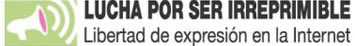 LUCHA POR SER IRREPRIMIBLE
Libertad de expresión en la Internet